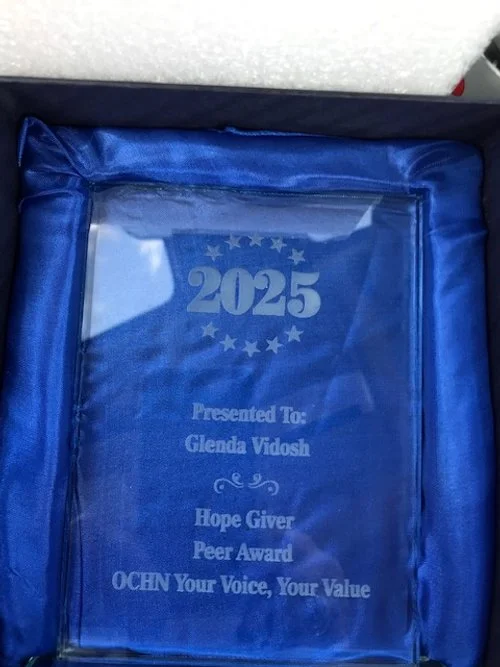 2025
Presented To:
Glenda Vidosh
Hope Giver
Peer Award
OCHN Your Voice, Your Value